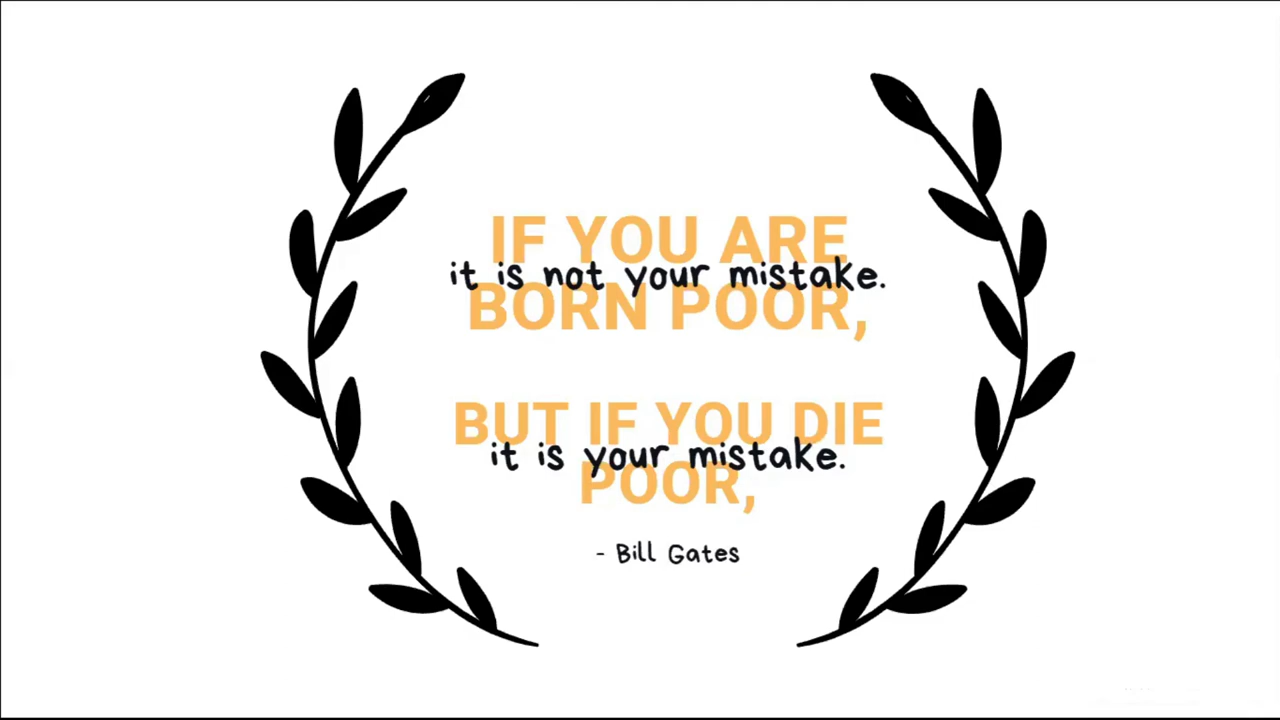 IF YOU ARE
it is not your mistake.
BORN POOR,
BUT IF YOU DIE
it is your mistake.
POOR,
- Bill Gates